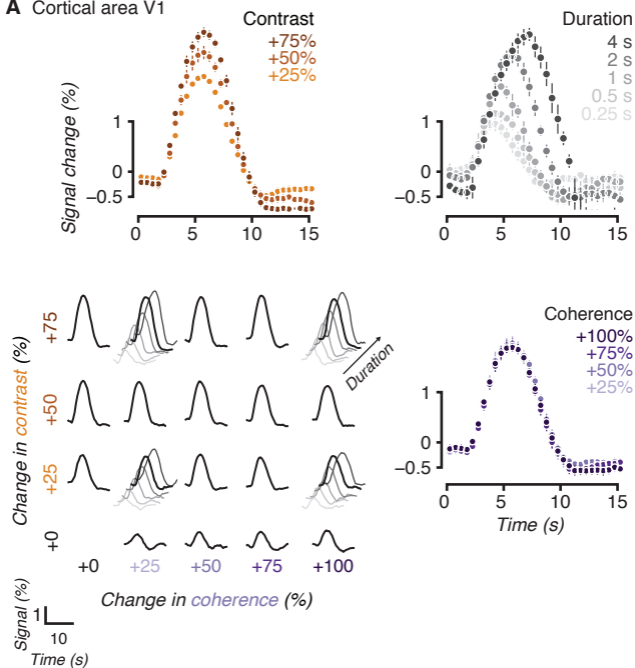 A Cortical area V1
Contrast
+75%
+50%
+25%
Signal change (%)
1
0
−0.5
0 5 10 15
Duration
4 s
2 s
1 s
0.5 s
0.25 s
1
0
−0.5
0 5 10 15
Change in contrast (%)
+75
+50
+25
+0
Duration
+0 +25 +50 +75 +100
Change in coherence (%)
Signal (%)
1
10
Time (s)
Coherence
+100%
+75%
+50%
+25%
1
0
−0.5
0 5 10 15
Time (s)